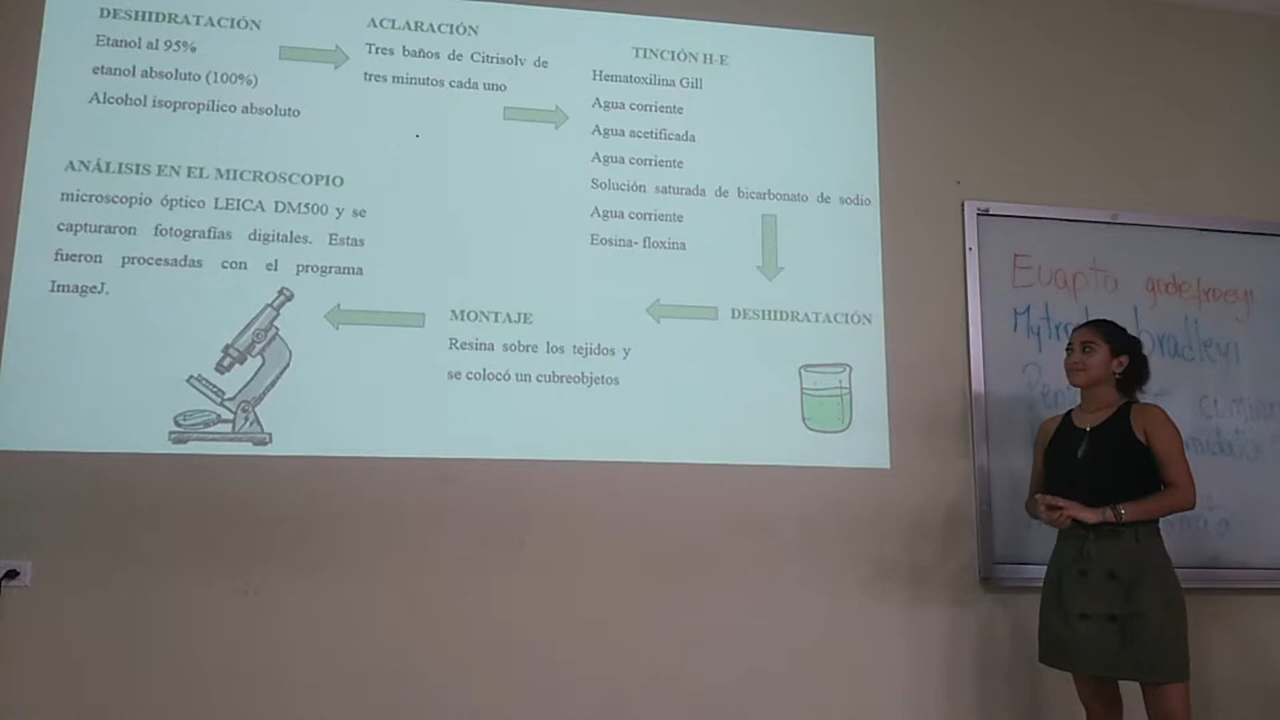 DESHIDRATACIÓN
Etanol al 95%
etanol absoluto (100%)
Alcohol isopropílico absoluto
ACLARACIÓN
Tres baños de Citrisolv de
tres minutos cada uno
TINCIÓN H-E
Hematoxilina Gill
Agua corriente
Agua acetificada
Agua corriente
Solución saturada de bicarbonato de sodio
Agua corriente
Eosina- floxina
DESHIDRATACIÓN
MONTAJE
Resina sobre los tejidos y
se colocó un cubreobjetos
ANÁLISIS EN EL MICROSCOPIO
microscopio óptico LEICA DM500 y se
capturaron fotografías digitales. Estas
fueron procesadas con el programa
ImageJ.
Euapta godefroeyi
bradleyi